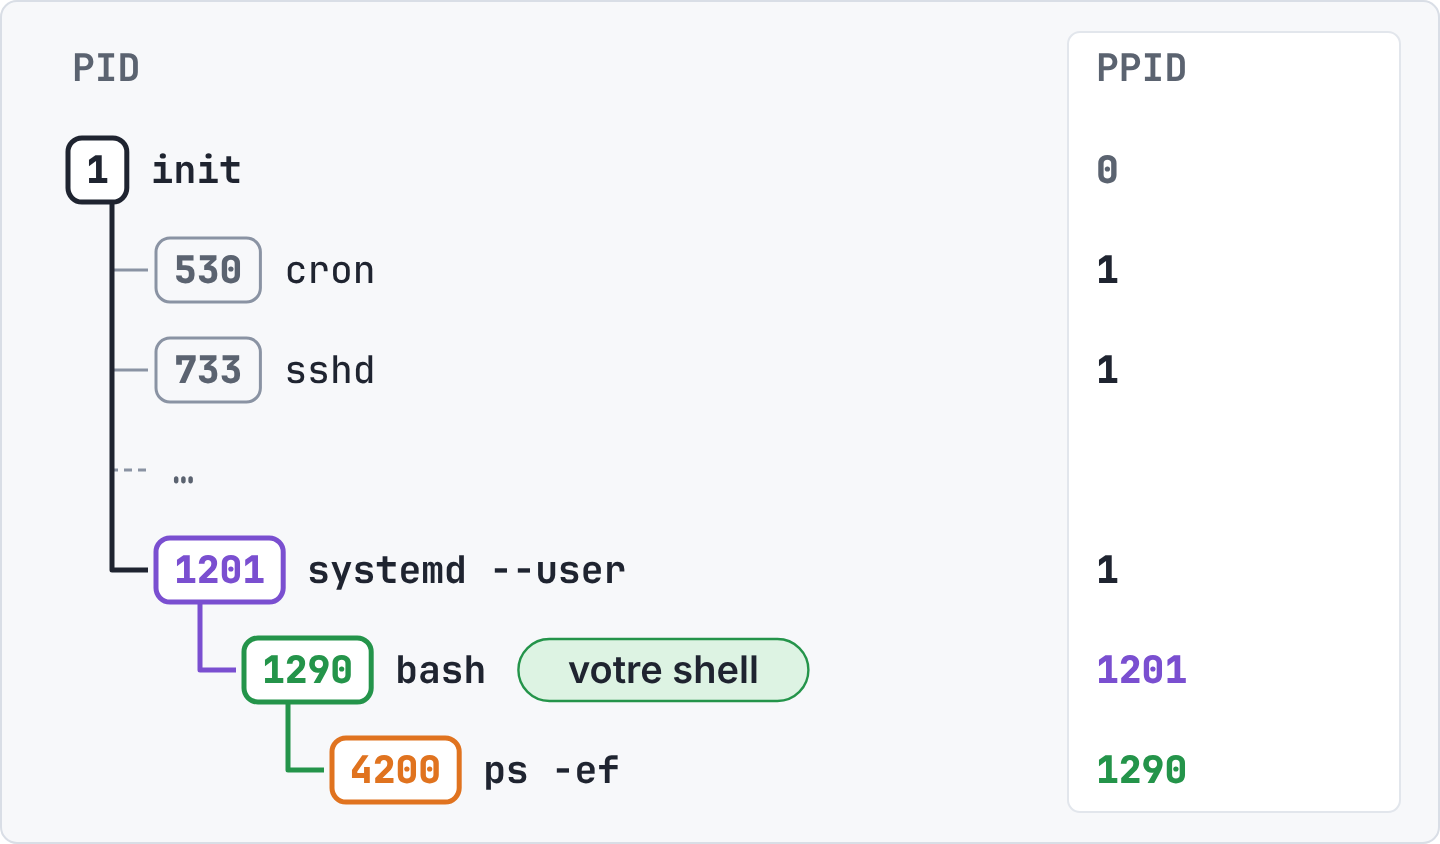 PID PPID
1 init 0
530 cron 1
733 sshd 1
…
1201 systemd --user 1
1290 bash votre shell 1201
4200 ps -ef 1290